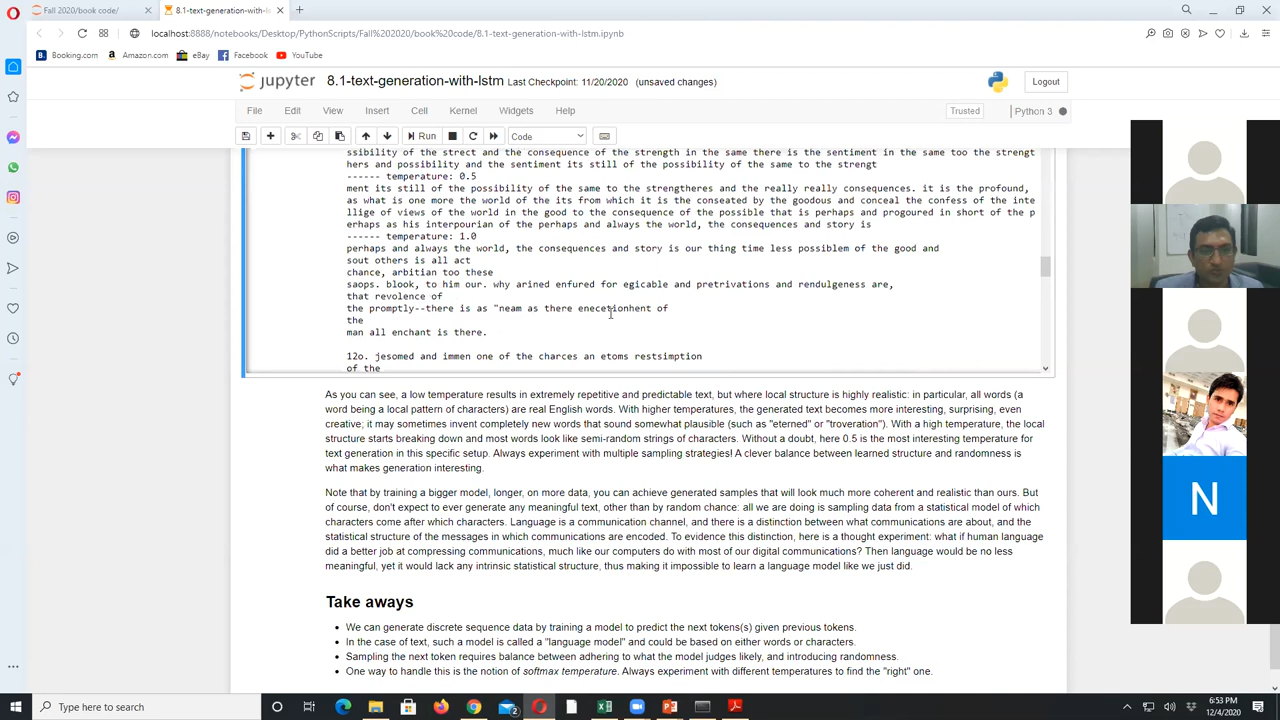 Fall 2020/book code/
8.1-text-generation-with-ls
localhost:8888/notebooks/Desktop/PythonScripts/Fall%202020/book%20code/8.1-text-generation-with-lstm.ipynb
Booking.com Amazon.com eBay Facebook YouTube
jupyter 8.1-text-generation-with-lstm Last Checkpoint: 11/20/2020 (unsaved changes) Logout
File Edit View Insert Cell Kernel Widgets Help Trusted Python 3
Run Code
ssibility of the strect and the consequence of the strength in the same there is the sentiment in the same too the strengt
hers and possibility and the sentiment its still of the possibility of the same to the strengt
------ temperature: 0.5
ment its still of the possibility of the same to the strengtheres and the really really consequences. it is the profound,
as what is one more the world of the its from which it is the conseated by the goodous and conceal the confess of the inte
llige of views of the world in the good to the consequence of the possible that is perhaps and progoured in short of the p
erhaps as his interpourian of the perhaps and always the world, the consequences and story is
------ temperature: 1.0
perhaps and always the world, the consequences and story is our thing time less possiblem of the good and
sout others is all act
chance, arbitian too these
saops. blook, to him our. why arined enfured for egicable and pretrivations and rendulgeness are,
that revolence of
the promptly--there is as "neam as there enecetionhent of
the
man all enchant is there.
12o. jesomed and immen one of the charces an etoms restsimption
of the
As you can see, a low temperature results in extremely repetitive and predictable text, but where local structure is highly realistic: in particular, all words (a
word being a local pattern of characters) are real English words. With higher temperatures, the generated text becomes more interesting, surprising, even
creative; it may sometimes invent completely new words that sound somewhat plausible (such as "eterned" or "troveration"). With a high temperature, the local
structure starts breaking down and most words look like semi-random strings of characters. Without a doubt, here 0.5 is the most interesting temperature for
text generation in this specific setup. Always experiment with multiple sampling strategies! A clever balance between learned structure and randomness is
what makes generation interesting.
Note that by training a bigger model, longer, on more data, you can achieve generated samples that will look much more coherent and realistic than ours. But
of course, don't expect to ever generate any meaningful text, other than by random chance: all we are doing is sampling data from a statistical model of which
characters come after which characters. Language is a communication channel, and there is a distinction between what communications are about, and the
statistical structure of the messages in which communications are encoded. To evidence this distinction, here is a thought experiment: what if human language
did a better job at compressing communications, much like our computers do with most of our digital communications? Then language would be no less
meaningful, yet it would lack any intrinsic statistical structure, thus making it impossible to learn a language model like we just did.
Take aways
• We can generate discrete sequence data by training a model to predict the next tokens(s) given previous tokens.
• In the case of text, such a model is called a "language model" and could be based on either words or characters.
• Sampling the next token requires balance between adhering to what the model judges likely, and introducing randomness.
• One way to handle this is the notion of softmax temperature. Always experiment with different temperatures to find the "right" one.
N
Type here to search
2
6:53 PM
12/4/2020